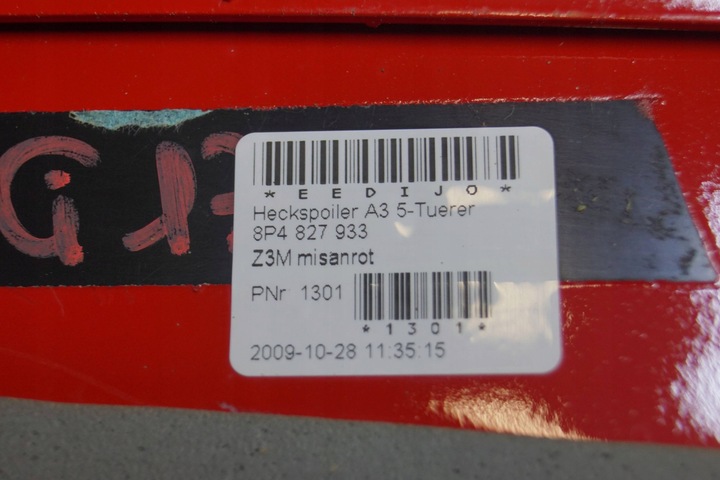 *EEDIJO*
Heckspoiler A3 5-Tuerer
8P4 827 933
Z3M misanrot
PNr 1301
*1301*
2009-10-28 11:35:15